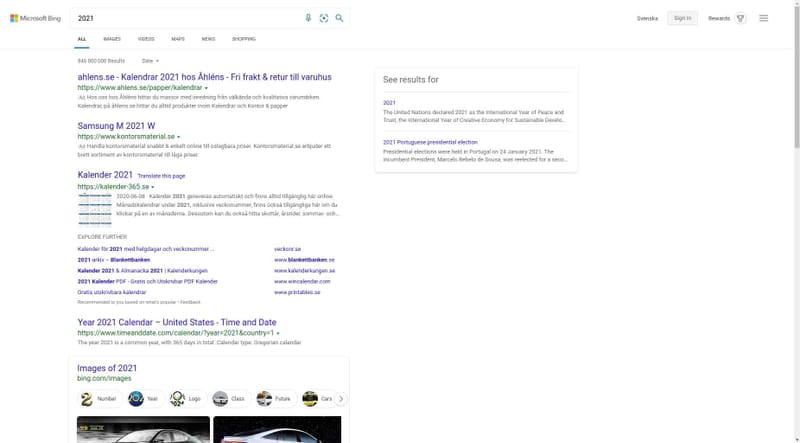 Microsoft Bing
2021
Svenska
Sign in
Rewards
ALL
IMAGES
VIDEOS
MAPS
NEWS
SHOPPING
846 000 000 Results
Date
ahlens.se - Kalendrar 2021 hos Åhléns - Fri frakt & retur till varuhus
https://www.ahlens.se/papper/kalendrar
Ad Hos oss hos Åhléns hittar du massor med inredning från välkända och kvalitativa varumärken.
Kalendrar, på åhlens.se hittar du alltid produkter inom Kalendrar och Kontor & papper
Samsung M 2021 W
https://www.kontorsmaterial.se
Ad Handla kontorsmaterial snabbt & enkelt online till oslagbara priser. Kontorsmaterial.se erbjuder ett
brett sortiment av kontorsmaterial till låga priser
Kalender 2021 Translate this page
https://kalender-365.se
2020-06-08 · Kalender 2021 genereras automatiskt och finns alltid tillgänglig här online
Månadskalendrar under 2021, inklusive veckonummer, finns också tillgängliga här om du
klickar på en av månaderna. Dessutom kan du också hitta skottår, årstider, sommar- och...
EXPLORE FURTHER
Kalender för 2021 med helgdagar och veckonummer ...
veckonr.se
2021 arkiv – Blankettbanken
www.blankettbanken.se
Kalender 2021 & Almanacka 2021 | Kalenderkungen
www.kalenderkungen.se
2021 Kalender PDF - Gratis och Utskrivbar PDF Kalender
www.wincalendar.com
Gratis utskrivbara kalendrar
www.printables.se
Recommended to you based on what's popular • Feedback
Year 2021 Calendar – United States - Time and Date
https://www.timeanddate.com/calendar/?year=2021&country=1
The year 2021 is a common year, with 365 days in total. Calendar type: Gregorian calendar
Images of 2021
bing.com/images
Number
Year
Logo
Class
Future
Cars
See results for
2021
The United Nations declared 2021 as the International Year of Peace and
Trust, the International Year of Creative Economy for Sustainable Develo...
2021 Portuguese presidential election
Presidential elections were held in Portugal on 24 January 2021. The
incumbent President, Marcelo Rebelo de Sousa, was reelected for a seco...